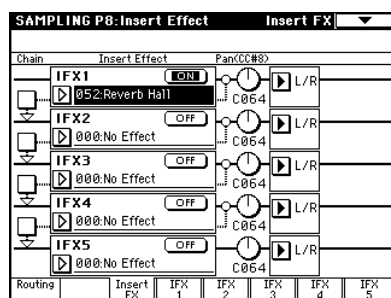 SAMPLING P8:Insert Effect Insert FX
Chain Insert Effect Pan(CC#8)
IFX1 ON
052:Reverb Hall L/R
C064
IFX2 OFF
000:No Effect L/R
C064
IFX3 OFF
000:No Effect L/R
C064
IFX4 OFF
000:No Effect L/R
C064
IFX5 OFF
000:No Effect L/R
C064
Routing Insert FX IFX 1 IFX 2 IFX 3 IFX 4 IFX 5